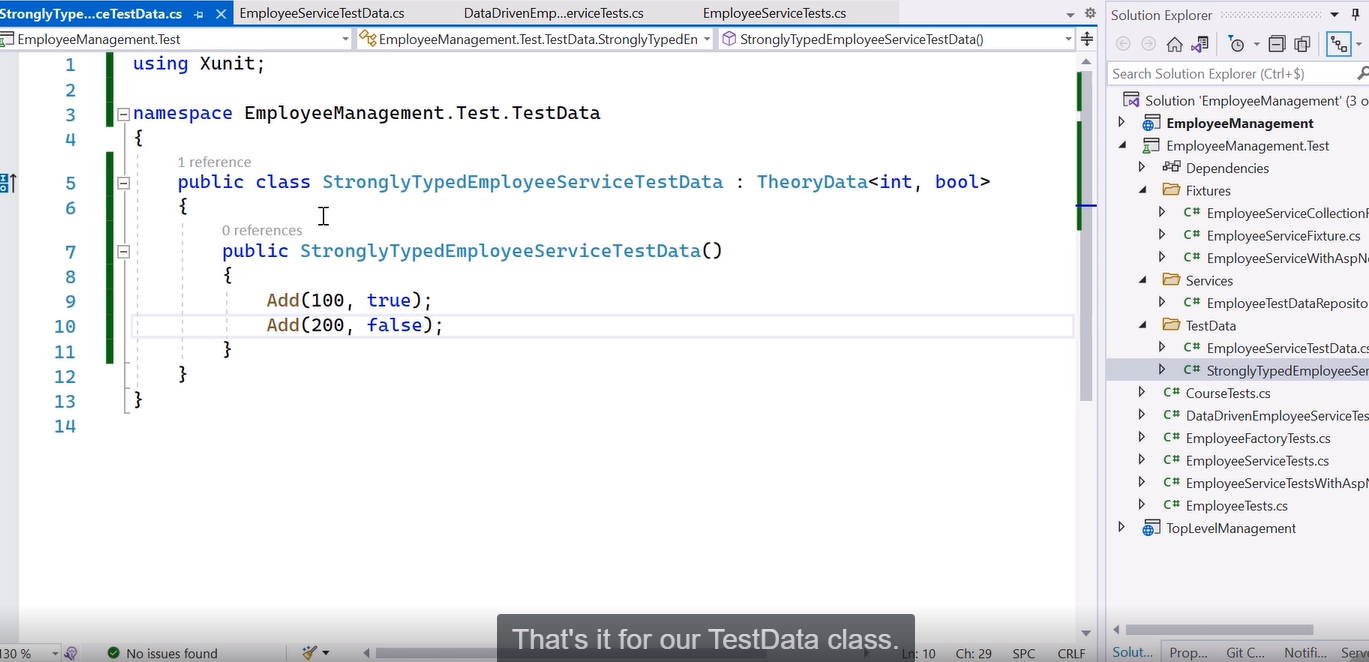 StronglyType...ceTestData.cs
EmployeeServiceTestData.cs
DataDrivenEmp...erviceTests.cs
EmployeeServiceTests.cs
EmployeeManagement.Test
EmployeeManagement.Test.TestData.StronglyTypedEn
StronglyTypedEmployeeServiceTestData()
1 using Xunit;
2
3 namespace EmployeeManagement.Test.TestData
4 {
1 reference
5 public class StronglyTypedEmployeeServiceTestData : TheoryData<int, bool>
6 {
0 references
7 public StronglyTypedEmployeeServiceTestData()
8 {
9 Add(100, true);
10 Add(200, false);
11 }
12 }
13 }
14
That's it for our TestData class.
130 %
No issues found
Ln: 10 Ch: 29 SPC CRLF
Solution Explorer
Search Solution Explorer (Ctrl+$)
Solution 'EmployeeManagement' (3 o
EmployeeManagement
EmployeeManagement.Test
Dependencies
Fixtures
C# EmployeeServiceCollectionF
C# EmployeeServiceFixture.cs
C# EmployeeServiceWithAspNe
Services
C# EmployeeTestDataReposito
TestData
C# EmployeeServiceTestData.cs
C# StronglyTypedEmployeeSer
C# CourseTests.cs
C# DataDrivenEmployeeServiceTes
C# EmployeeFactoryTests.cs
C# EmployeeServiceTests.cs
C# EmployeeServiceTestsWithAspN
C# EmployeeTests.cs
TopLevelManagement
Solut... Prop... Git C... Notifi... Serv